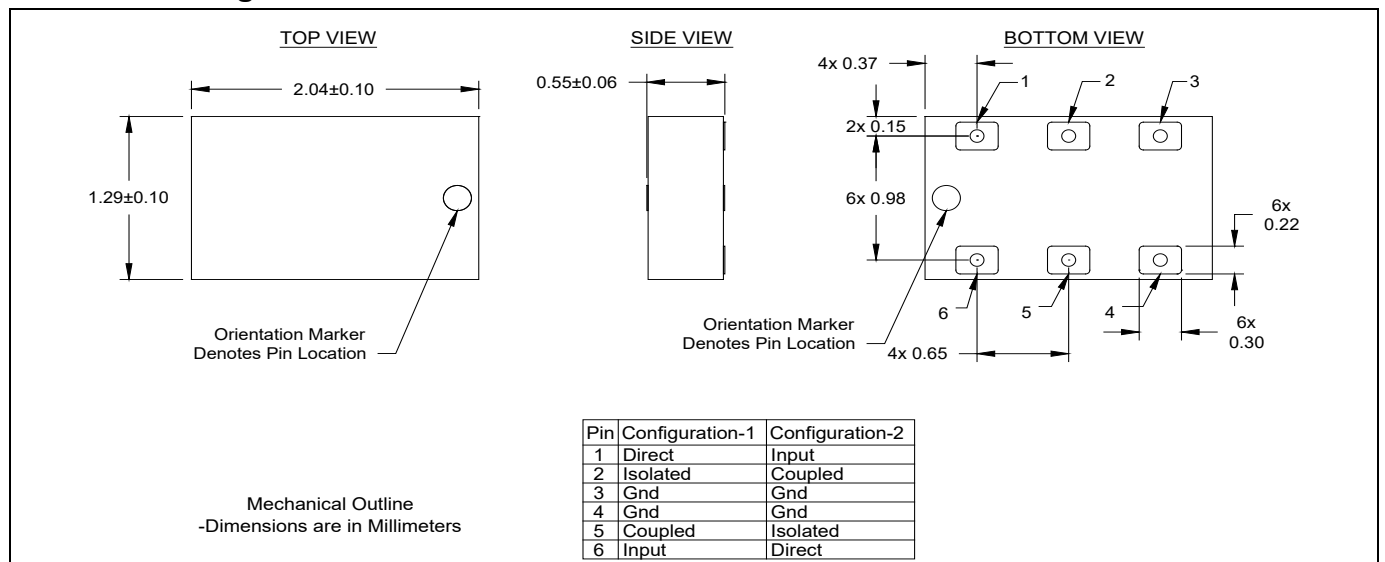 TOP VIEW
2.04±0.10
1.29±0.10
Orientation Marker
Denotes Pin Location
SIDE VIEW
0.55±0.06
BOTTOM VIEW
4x 0.37
1
2
3
2x 0.15
6x 0.98
6x
0.22
6
5
4
Orientation Marker
Denotes Pin Location
4x 0.65
6x
0.30
Mechanical Outline
-Dimensions are in Millimeters
Pin Configuration-1 Configuration-2
1 Direct Input
2 Isolated Coupled
3 Gnd Gnd
4 Gnd Gnd
5 Coupled Isolated
6 Input Direct